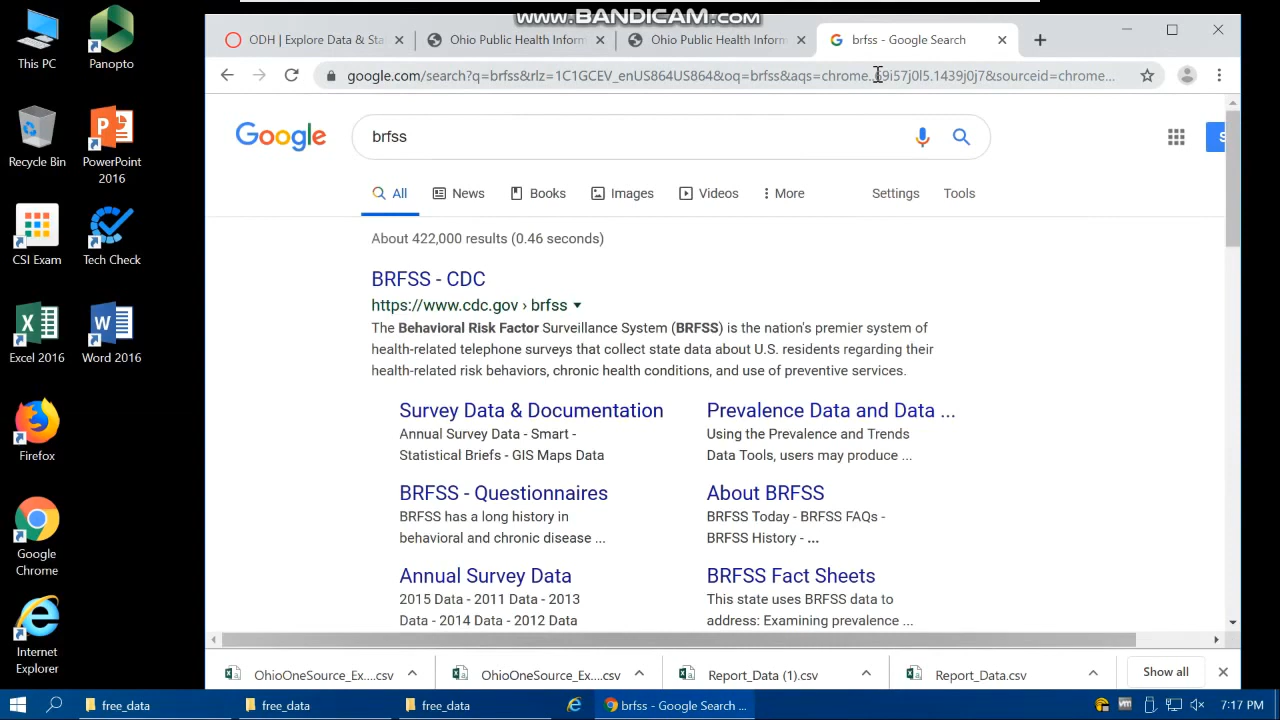 www.BANDICAM.com
ODH | Explore Data & Sta
Ohio Public Health Inform
Ohio Public Health Inform
brfss - Google Search
google.com/search?q=brfss&rlz=1C1GCEV_enUS864US864&oq=brfss&aqs=chrome..69i57j0l5.1439j0j7&sourceid=chrome...
This PC
Panopto
Recycle Bin
PowerPoint
2016
CSI Exam
Tech Check
Excel 2016
Word 2016
Firefox
Google
Chrome
Internet
Explorer
Google
brfss
S
All
News
Books
Images
Videos
More
Settings
Tools
About 422,000 results (0.46 seconds)
BRFSS - CDC
https://www.cdc.gov › brfss
The Behavioral Risk Factor Surveillance System (BRFSS) is the nation's premier system of
health-related telephone surveys that collect state data about U.S. residents regarding their
health-related risk behaviors, chronic health conditions, and use of preventive services.
Survey Data & Documentation
Annual Survey Data - Smart -
Statistical Briefs - GIS Maps Data
Prevalence Data and Data ...
Using the Prevalence and Trends
Data Tools, users may produce ...
BRFSS - Questionnaires
BRFSS has a long history in
behavioral and chronic disease ...
About BRFSS
BRFSS Today - BRFSS FAQs -
BRFSS History - ...
Annual Survey Data
2015 Data - 2011 Data - 2013
Data - 2014 Data - 2012 Data
BRFSS Fact Sheets
This state uses BRFSS data to
address: Examining prevalence ...
OhioOneSource_Ex....csv
OhioOneSource_Ex....csv
Report_Data (1).csv
Report_Data.csv
Show all
free_data
free_data
free_data
brfss - Google Search ...
7:17 PM